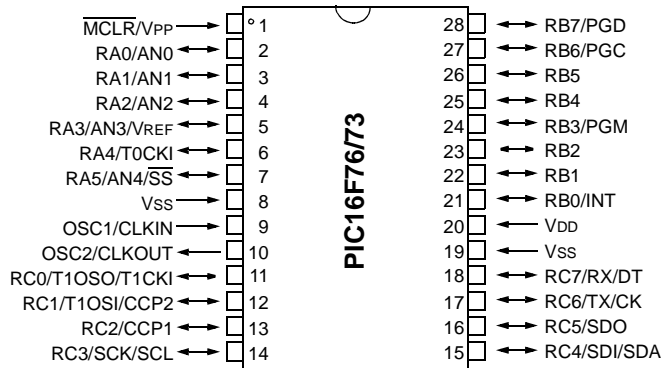 MCLR/VPP 1 28 RB7/PGD
RA0/AN0 2 27 RB6/PGC
RA1/AN1 3 26 RB5
RA2/AN2 4 25 RB4
RA3/AN3/VREF 5 24 RB3/PGM
RA4/T0CKI 6 23 RB2
RA5/AN4/SS 7 22 RB1
VSS 8 21 RB0/INT
OSC1/CLKIN 9 20 VDD
OSC2/CLKOUT 10 19 VSS
RC0/T1OSO/T1CKI 11 18 RC7/RX/DT
RC1/T1OSI/CCP2 12 17 RC6/TX/CK
RC2/CCP1 13 16 RC5/SDO
RC3/SCK/SCL 14 15 RC4/SDI/SDA
PIC16F76/73